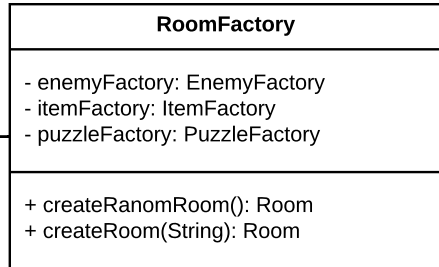 RoomFactory
- enemyFactory: EnemyFactory
- itemFactory: ItemFactory
- puzzleFactory: PuzzleFactory
+ createRanomRoom(): Room
+ createRoom(String): Room